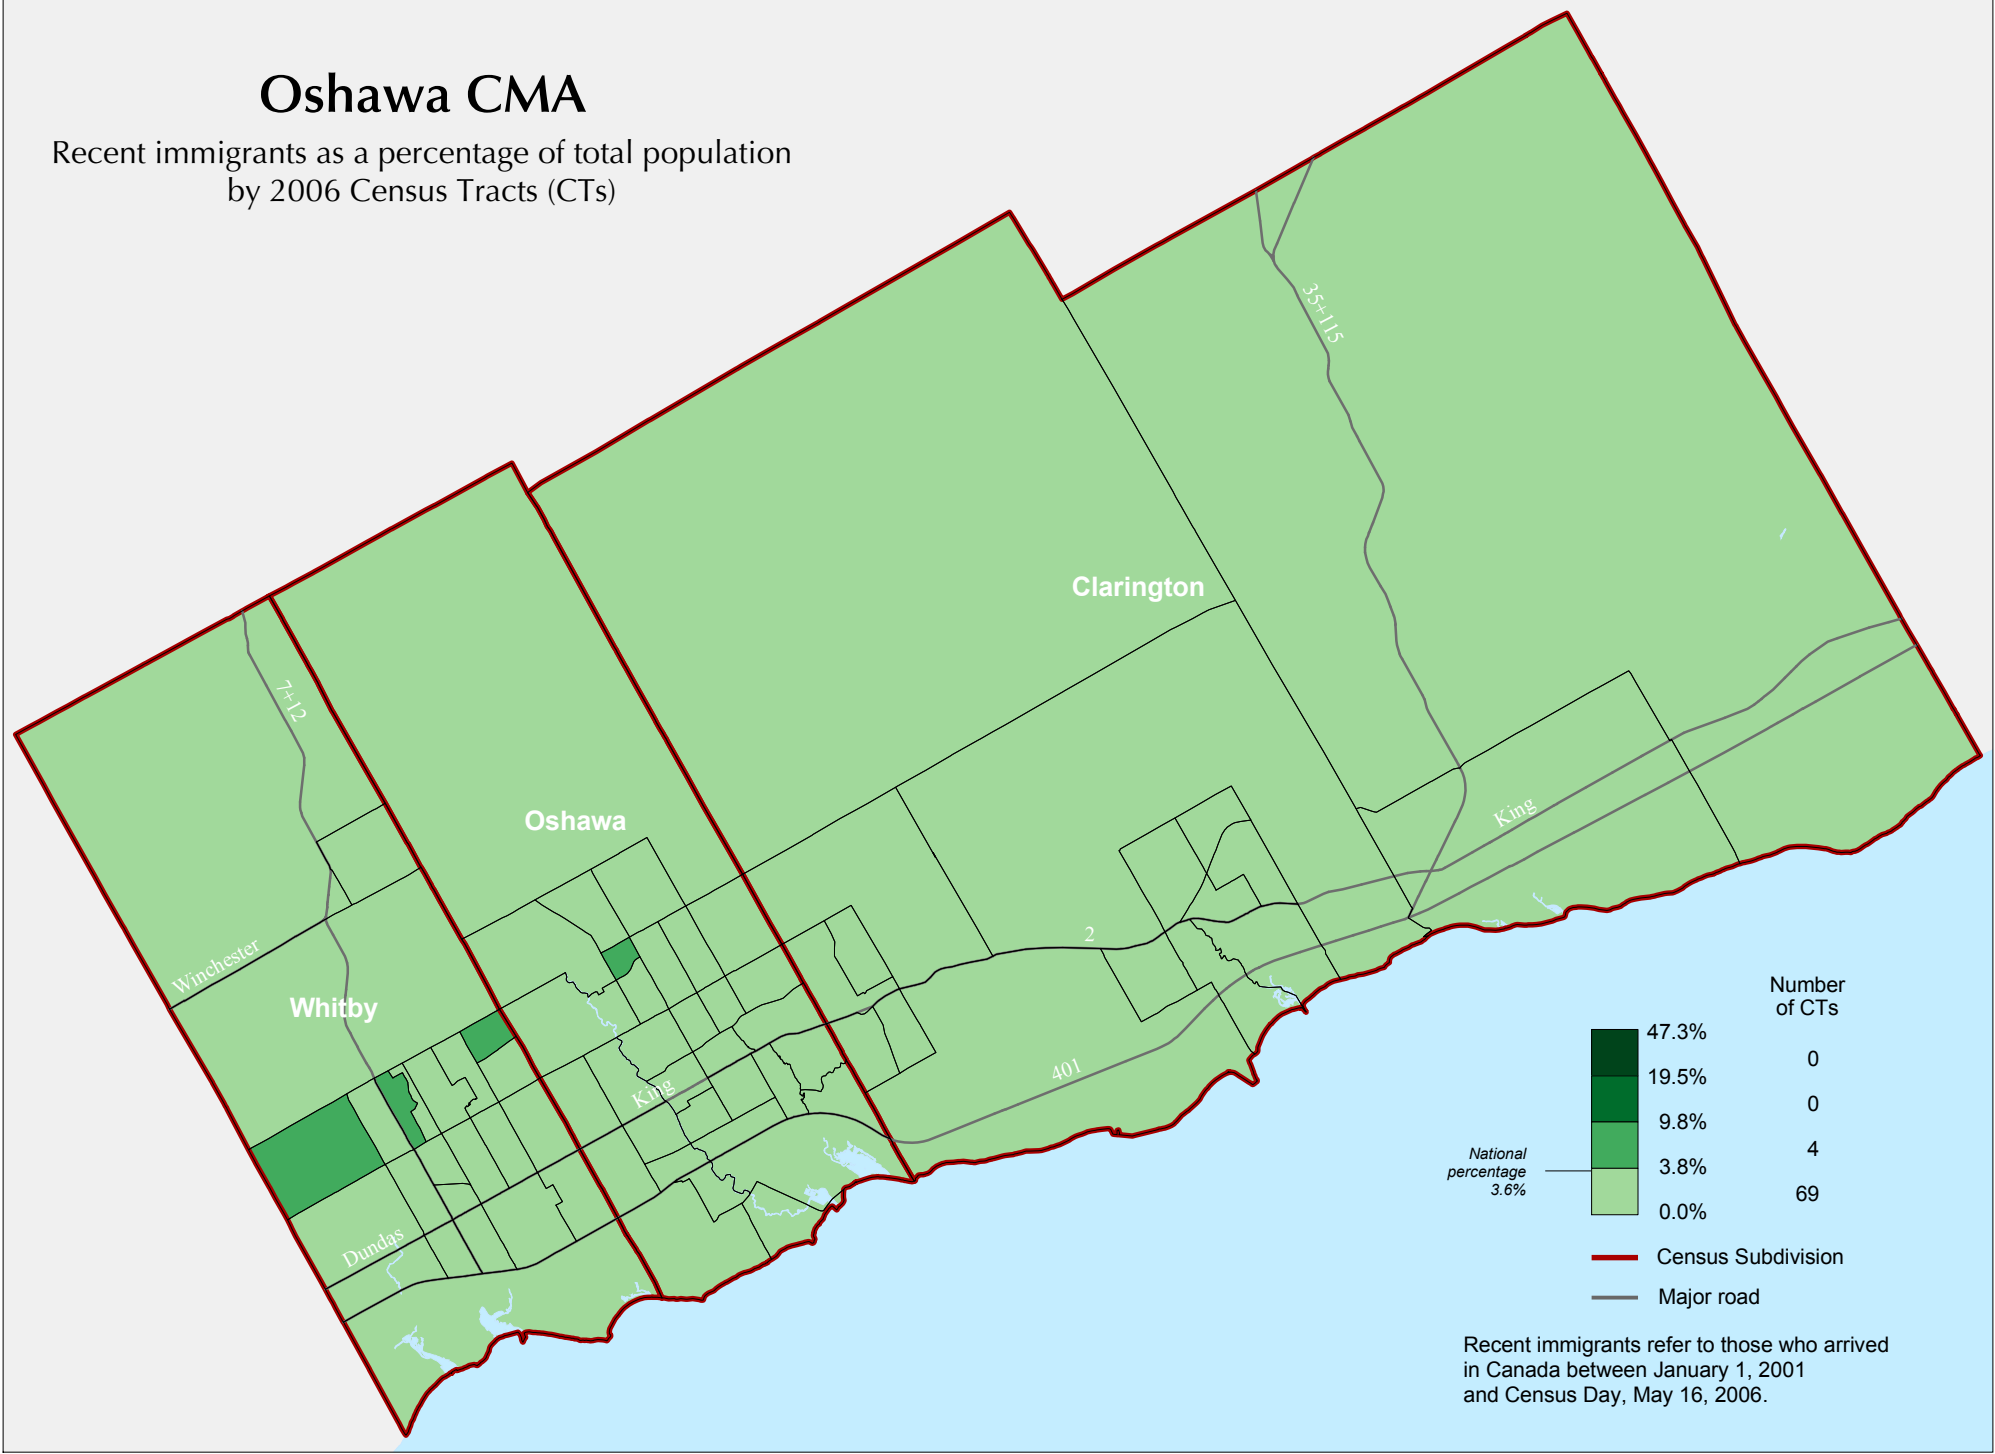 Oshawa CMA
Recent immigrants as a percentage of total population
by 2006 Census Tracts (CTs)
35+115
Clarington
7+12
Oshawa
King
2
Winchester
Whitby
401
King
Dundas
Number
of CTs
47.3%
0
19.5%
0
9.8%
4
3.8%
69
0.0%
National
percentage
3.6%
Census Subdivision
Major road
Recent immigrants refer to those who arrived
in Canada between January 1, 2001
and Census Day, May 16, 2006.